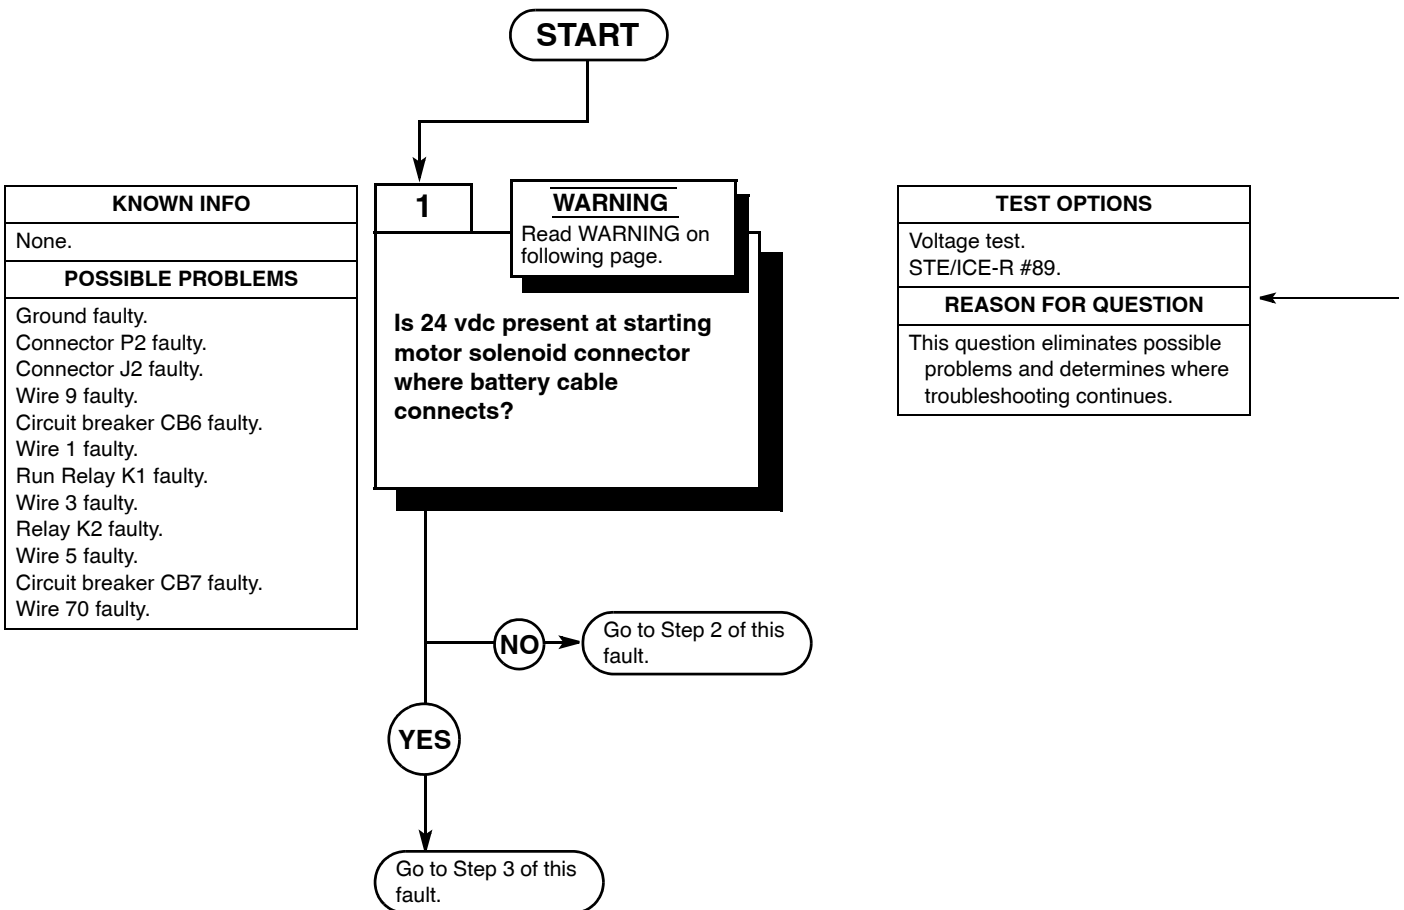 START
KNOWN INFO
None.
POSSIBLE PROBLEMS
Ground faulty.
Connector P2 faulty.
Connector J2 faulty.
Wire 9 faulty.
Circuit breaker CB6 faulty.
Wire 1 faulty.
Run Relay K1 faulty.
Wire 3 faulty.
Relay K2 faulty.
Wire 5 faulty.
Circuit breaker CB7 faulty.
Wire 70 faulty.
1
WARNING
Read WARNING on
following page.
Is 24 vdc present at starting
motor solenoid connector
where battery cable
connects?
TEST OPTIONS
Voltage test.
STE/ICE-R #89.
REASON FOR QUESTION
This question eliminates possible
problems and determines where
troubleshooting continues.
NO
Go to Step 2 of this
fault.
YES
Go to Step 3 of this
fault.